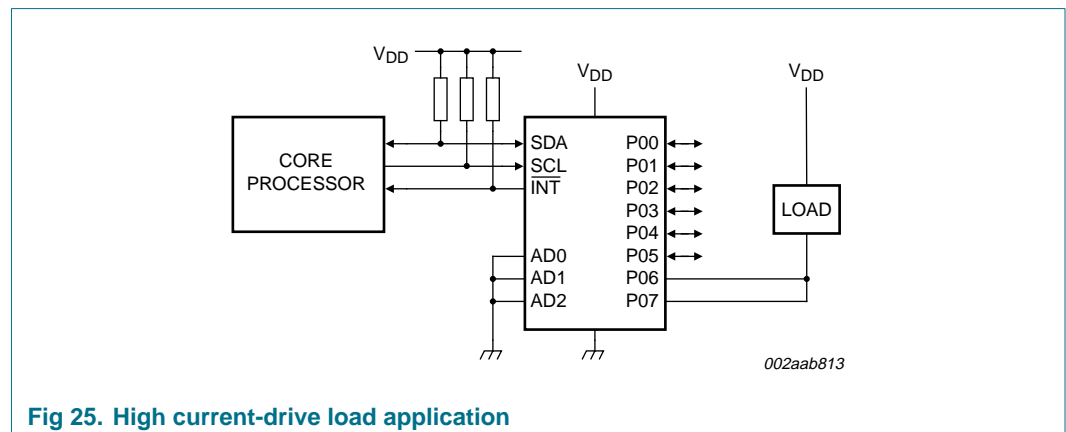 VDD
VDD
VDD
CORE
PROCESSOR
SDA
SCL
INT
AD0
AD1
AD2
P00
P01
P02
P03
P04
P05
P06
P07
LOAD
002aab813
Fig 25. High current-drive load application